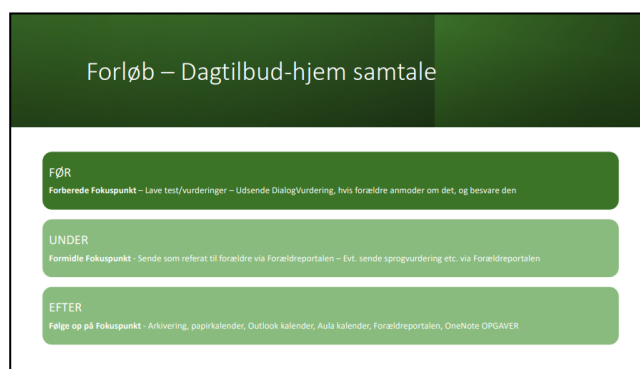 Forløb – Dagtilbud-hjem samtale
FØR
Forberede Fokuspunkt – Lave test/vurderinger – Udsende DialogVurdering, hvis forældre anmoder om det, og besvare den
UNDER
Formidle Fokuspunkt - Sende som referat til forældre via Forældreportalen – Evt. sende sprogvurdering etc. via Forældreportalen
EFTER
Følge op på Fokuspunkt - Arkivering, papirkalender, Outlook kalender, Aula kalender, Forældreportalen, OneNote OPGAVER